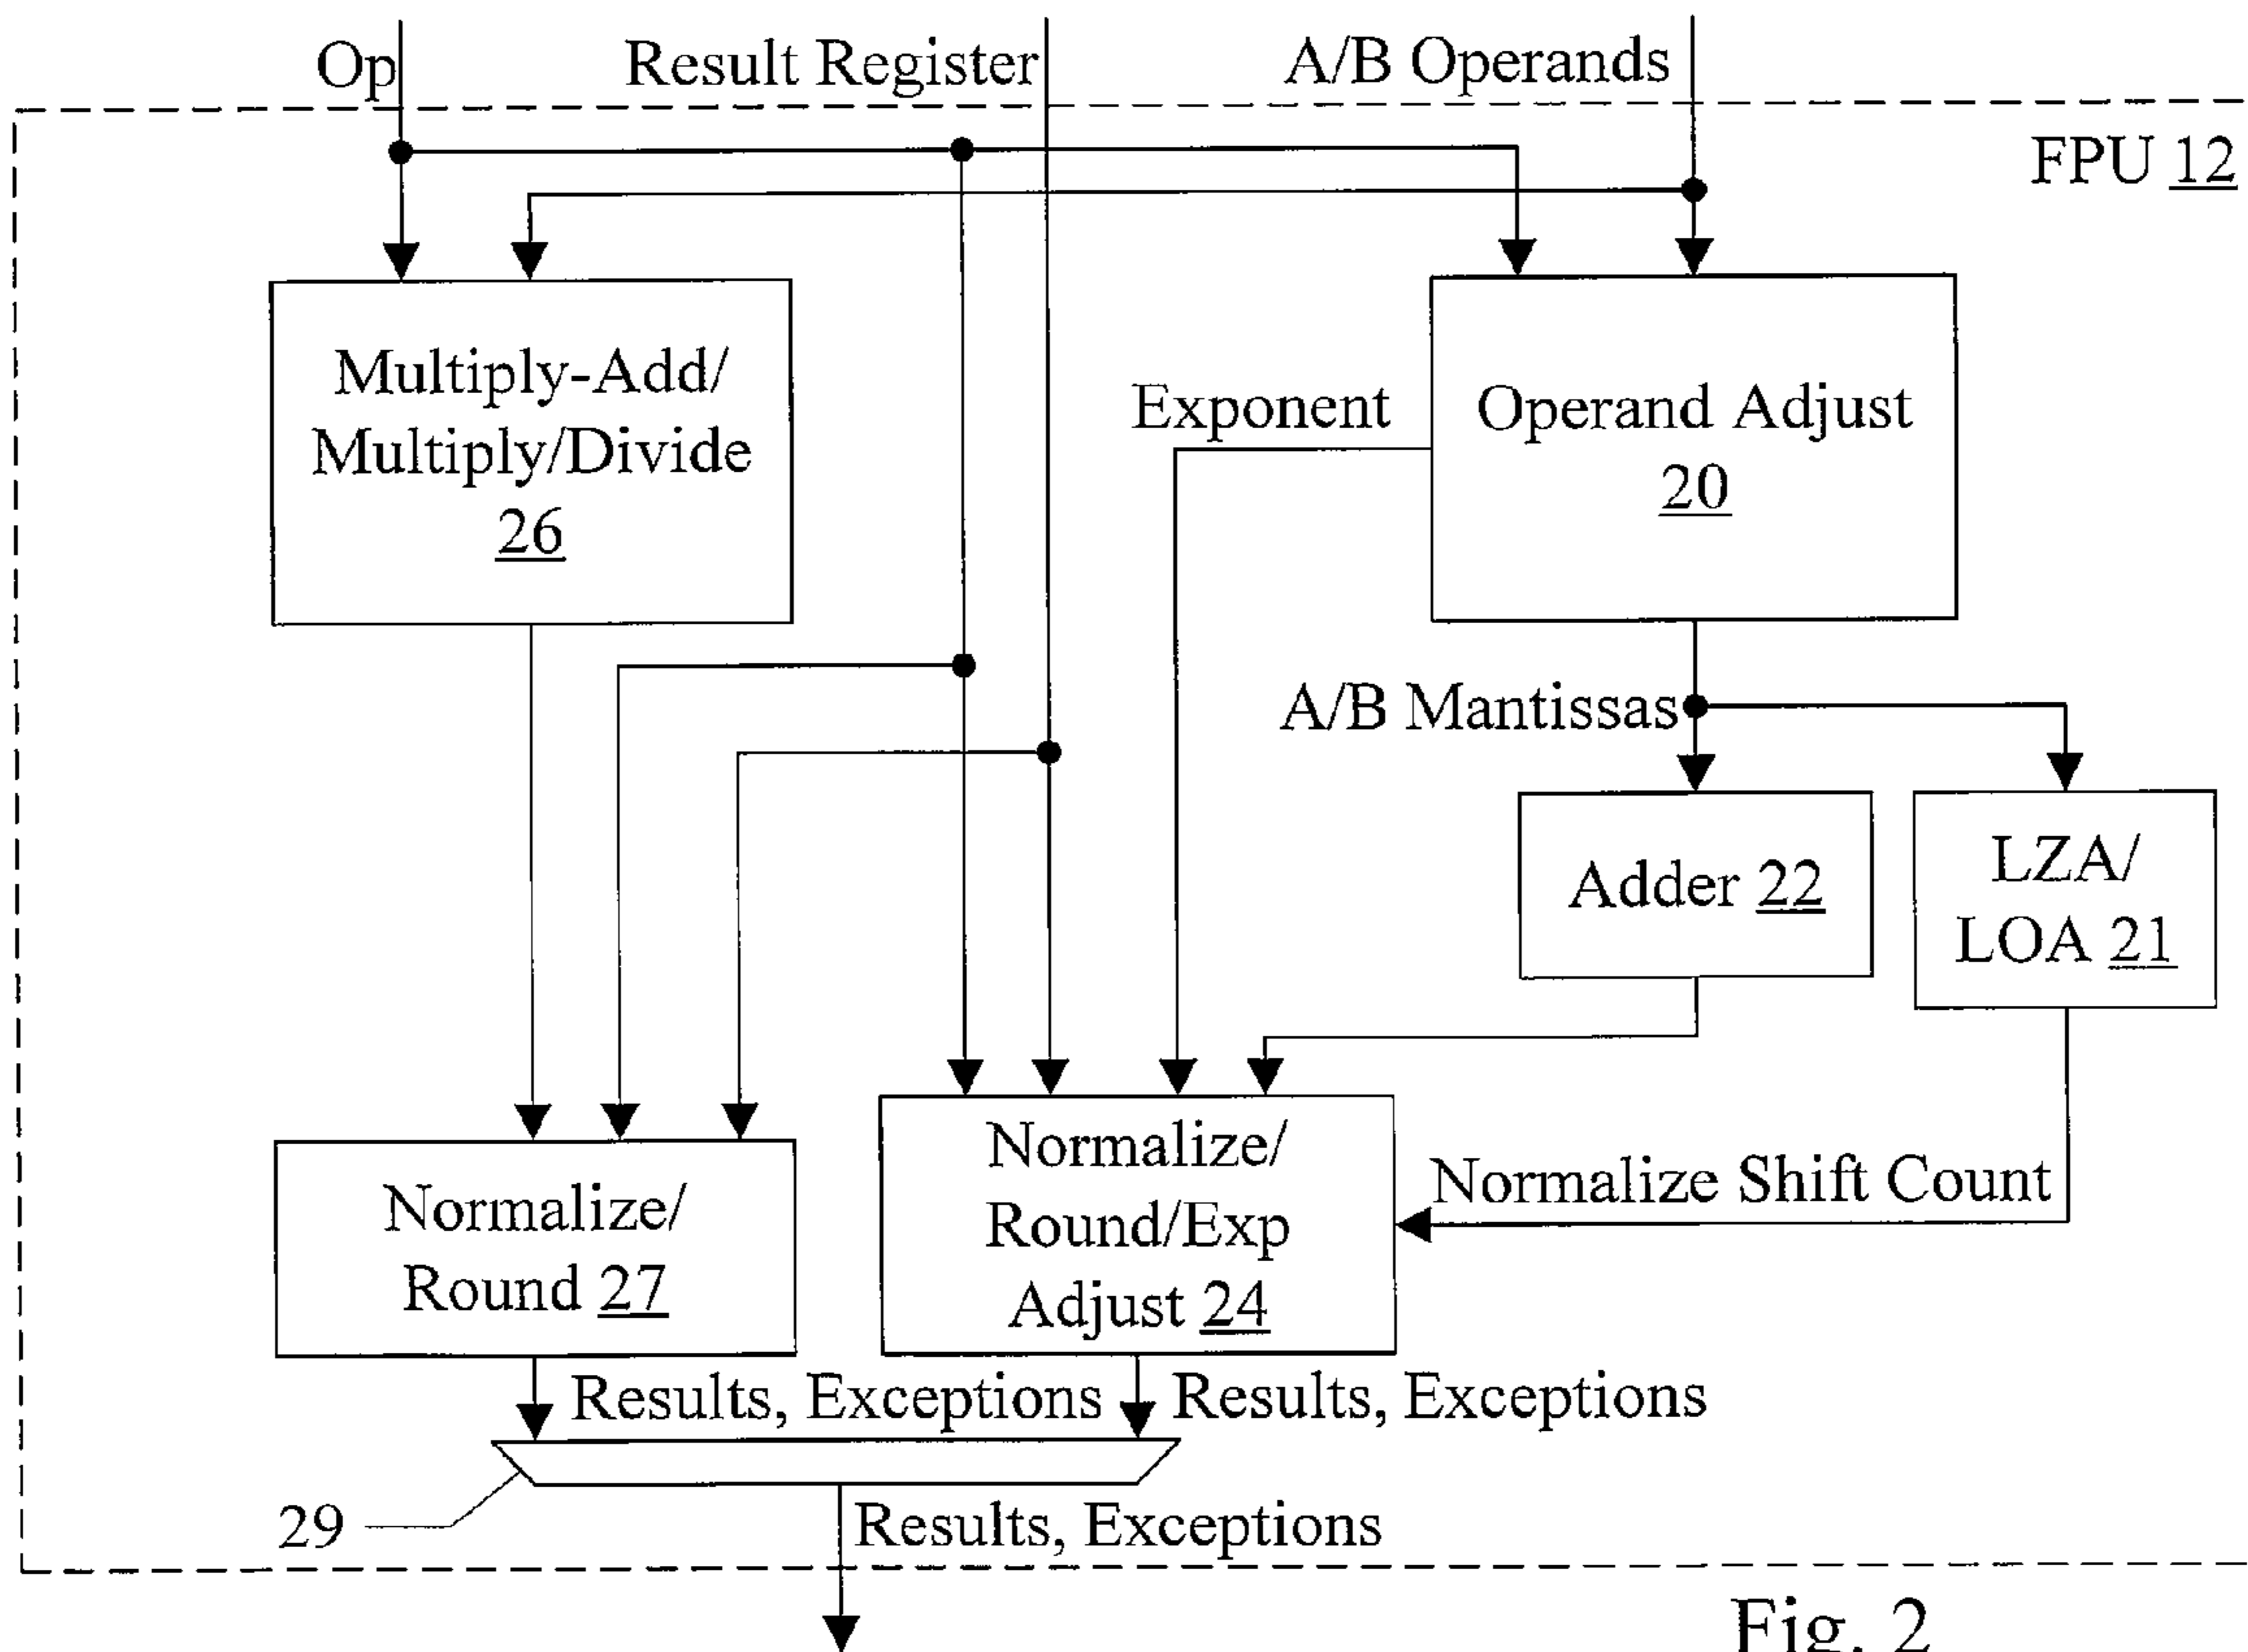 Op
Result Register
A/B Operands
FPU 12
Multiply-Add/
Multiply/Divide
26
Exponent
Operand Adjust
20
A/B Mantissas
Adder 22
LZA/
LOA 21
Normalize/
Round 27
Normalize/
Round/Exp
Adjust 24
Normalize Shift Count
Results, Exceptions
Results, Exceptions
29
Results, Exceptions
Fig. 2